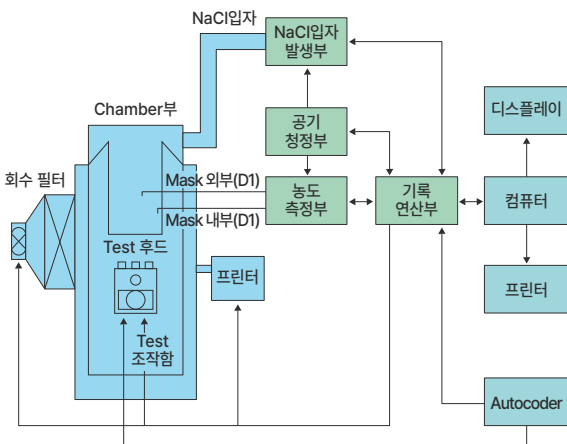 NaCl입자
NaCl입자
발생부
Chamber부
공기
청정부
디스플레이
회수 필터
Mask 외부(D1)
농도
측정부
기록
연산부
컴퓨터
Mask 내부(D1)
Test 후드
프린터
프린터
Test
조작함
Autocoder